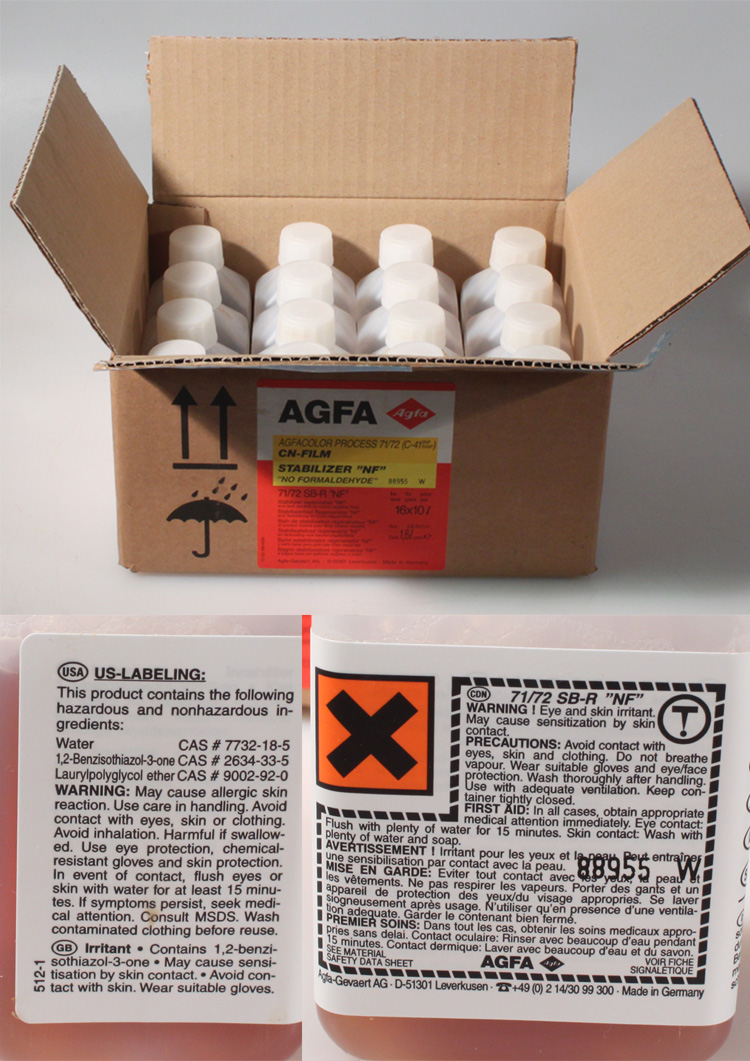 AGFA Agfa
AGFACOLOR PROCESS 71/72 (C-41
CN-FILM
STABILIZER "NF"
"NO FORMALDEHYDE" 88955 W
71/72 SB-R "NF"
16x10 l
Agfa-Gevaert AG Leverkusen Made in Germany
USA US-LABELING:
This product contains the following
hazardous and nonhazardous in-
gredients:
Water CAS # 7732-18-5
1,2-Benzisothiazol-3-one CAS # 2634-33-5
Laurylpolyglycol ether CAS # 9002-92-0
WARNING: May cause allergic skin
reaction. Use care in handling. Avoid
contact with eyes, skin or clothing.
Avoid inhalation. Harmful if swallow-
ed. Use eye protection, chemical-
resistant gloves and skin protection.
In event of contact, flush eyes or
skin with water for at least 15 minu-
tes. If symptoms persist, seek medi-
cal attention. Consult MSDS. Wash
contaminated clothing before reuse.
GB Irritant • Contains 1,2-benzi-
sothiazol-3-one • May cause sensi-
tisation by skin contact. • Avoid con-
tact with skin. Wear suitable gloves.
512-1
CDN 71/72 SB-R "NF"
WARNING ! Eye and skin irritant.
May cause sensitization by skin
contact.
PRECAUTIONS: Avoid contact with
eyes, skin and clothing. Do not breathe
vapour. Wear suitable gloves and eye/face
protection. Wash thoroughly after handling.
Use with adequate ventilation. Keep con-
tainer tightly closed.
FIRST AID: In all cases, obtain appropriate
medical attention immediately. Eye contact:
Flush with plenty of water for 15 minutes. Skin contact: Wash with
plenty of water and soap.
AVERTISSEMENT ! Irritant pour les yeux et la peau. Peut entraîner
une sensibilisation par contact avec la peau. 88955 W
MISE EN GARDE: Eviter tout contact avec les yeux, la peau et
les vêtements. Ne pas respirer les vapeurs. Porter des gants et un
appareil de protection des yeux/du visage appropries. Se laver
siogneusement après usage. N'utiliser qu'en presence d'une ventila-
tion adequate. Garder le contenant bien fermé.
PREMIER SOINS: Dans tout les cas, obtenir les soins medicaux appro-
pries sans delai. Contact oculaire: Rinser avec beaucoup d'eau pendant
15 minutes. Contact dermique: Laver avec beaucoup d'eau et du savon.
SEE MATERIAL
SAFETY DATA SHEET
AGFA
VOIR FICHE
SIGNALÉTIQUE
Agfa-Gevaert AG · D-51301 Leverkusen · ☎+49 (0) 2 14/30 99 300 · Made in Germany